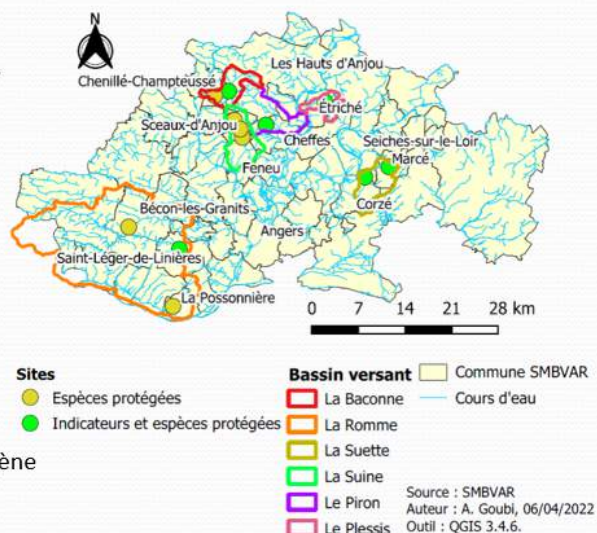 N
Les Hauts d'Anjou
Chenillé-Champteussé
Etriché
Sceaux-d'Anjou
Cheffes
Seiches-sur-le-Loir
Marcé
Feneu
Corzé
Bécon-les-Granits
Angers
Saint-Léger-de-Linières
La Possonnière
0 7 14 21 28 km
Sites
Espèces protégées
Indicateurs et espèces protégées
ène
Bassin versant
La Baconne
La Romme
La Suette
La Suine
Le Piron
Le Plessis
Commune SMBVAR
Cours d'eau
Source : SMBVAR
Auteur : A. Goubi, 06/04/2022
Outil : QGIS 3.4.6.